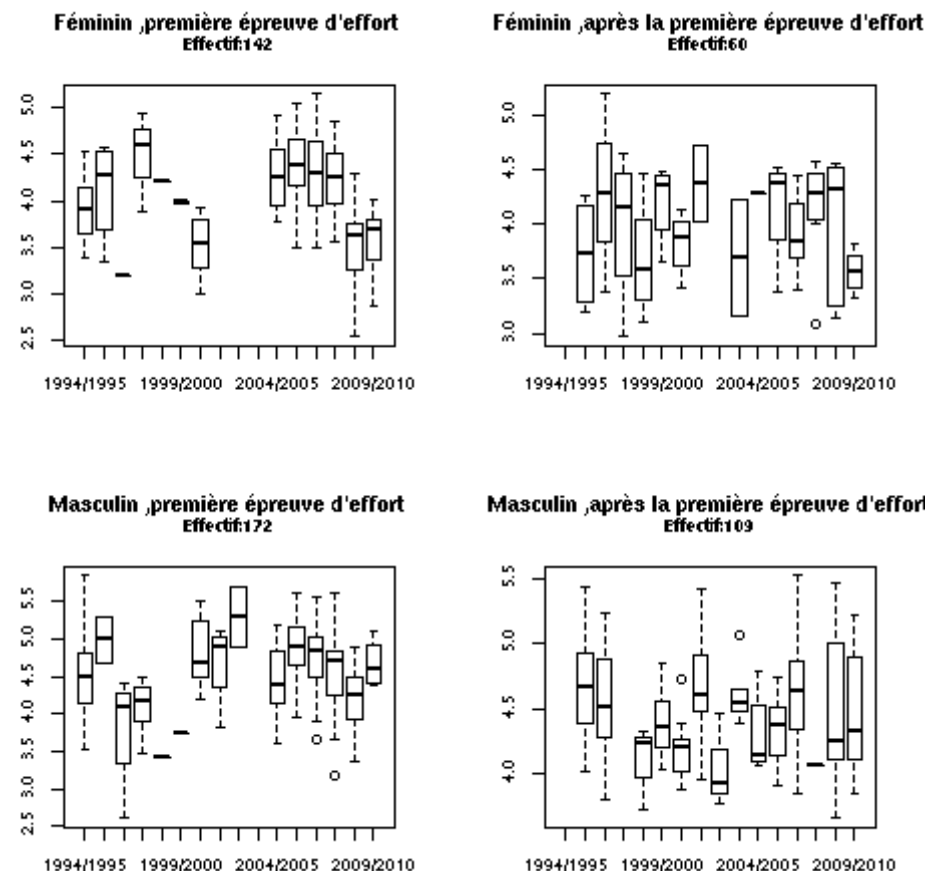 Féminin ,première épreuve d'effort
Effectif:142
5.0
4.5
4.0
3.5
3.0
2.5
1994/1995 1999/2000 2004/2005 2009/2010
Féminin ,après la première épreuve d'effort
Effectif:60
5.0
4.5
4.0
3.5
3.0
1994/1995 1999/2000 2004/2005 2009/2010
Masculin ,première épreuve d'effort
Effectif:172
5.5
5.0
4.5
4.0
3.5
3.0
2.5
1994/1995 1999/2000 2004/2005 2009/2010
Masculin ,après la première épreuve d'effort
Effectif:109
5.5
5.0
4.5
4.0
1994/1995 1999/2000 2004/2005 2009/2010